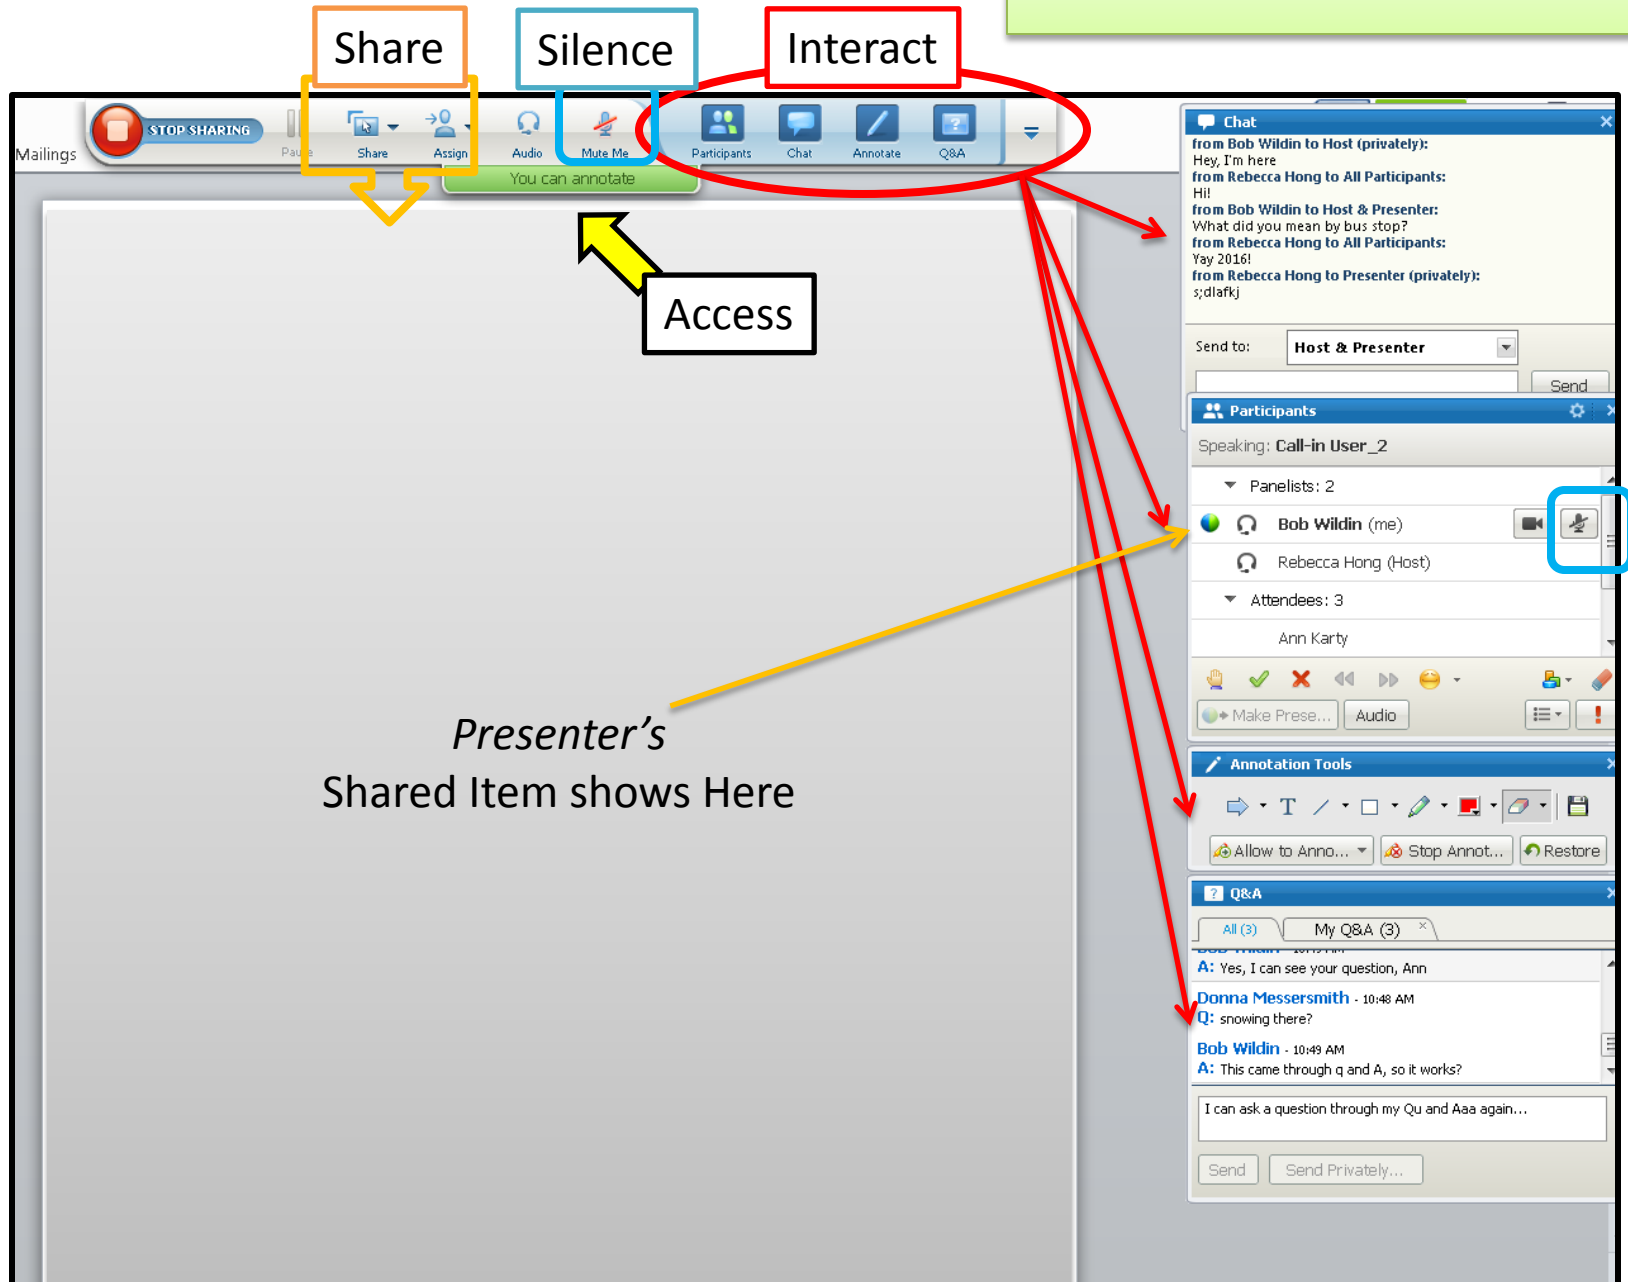 Share
Silence
Interact
Mailings
STOP SHARING
Pause
Share
Assign
Audio
Mute Me
Participants
Chat
Annotate
Q&A
You can annotate
Access
Presenter's
Shared Item shows Here
Chat
from Bob Wildin to Host (privately):
Hey, I'm here
from Rebecca Hong to All Participants:
Hi!
from Bob Wildin to Host & Presenter:
What did you mean by bus stop?
from Rebecca Hong to All Participants:
Yay 2016!
from Rebecca Hong to Presenter (privately):
s;dlafkj
Send to: Host & Presenter
Send
Participants
Speaking: Call-in User_2
Panelists: 2
Bob Wildin (me)
Rebecca Hong (Host)
Attendees: 3
Ann Karty
Make Prese... Audio
Annotation Tools
T
Allow to Anno... Stop Annot... Restore
? Q&A
All (3) My Q&A (3)
A: Yes, I can see your question, Ann
Donna Messersmith - 10:48 AM
Q: snowing there?
Bob Wildin - 10:49 AM
A: This came through q and A, so it works?
I can ask a question through my Qu and Aaa again...
Send Send Privately...